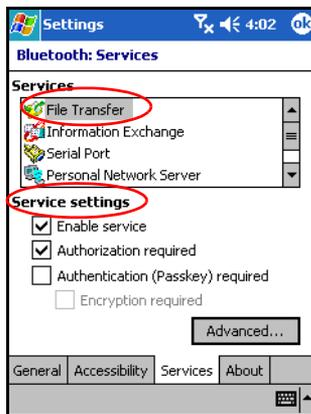 Settings 4:02 ok
Bluetooth: Services
Services
File Transfer
Information Exchange
Serial Port
Personal Network Server
Service settings
Enable service
Authorization required
Authentication (Passkey) required
Encryption required
Advanced...
General Accessibility Services About